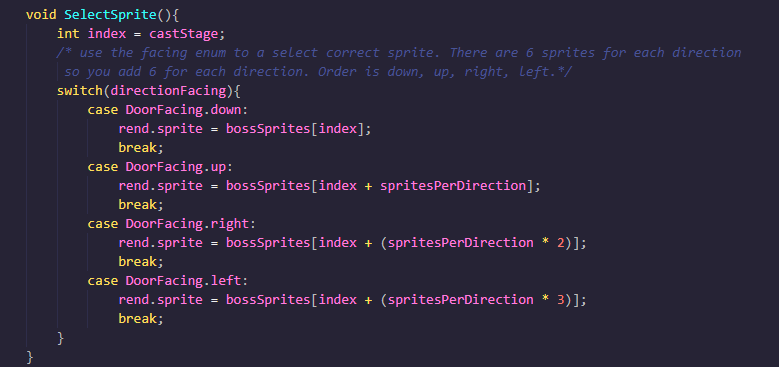 void SelectSprite(){
    int index = castStage;
    /* use the facing enum to a select correct sprite. There are 6 sprites for each direction
     so you add 6 for each direction. Order is down, up, right, left.*/
    switch(directionFacing){
        case DoorFacing.down:
            rend.sprite = bossSprites[index];
            break;
        case DoorFacing.up:
            rend.sprite = bossSprites[index + spritesPerDirection];
            break;
        case DoorFacing.right:
            rend.sprite = bossSprites[index + (spritesPerDirection * 2)];
            break;
        case DoorFacing.left:
            rend.sprite = bossSprites[index + (spritesPerDirection * 3)];
            break;
    }
}